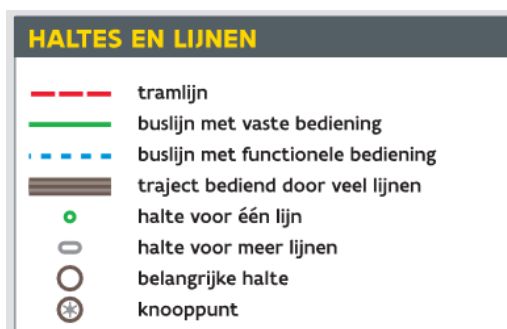 HALTES EN LIJNEN
tramlijn
buslijn met vaste bediening
buslijn met functionele bediening
traject bediend door veel lijnen
halte voor één lijn
halte voor meer lijnen
belangrijke halte
knooppunt